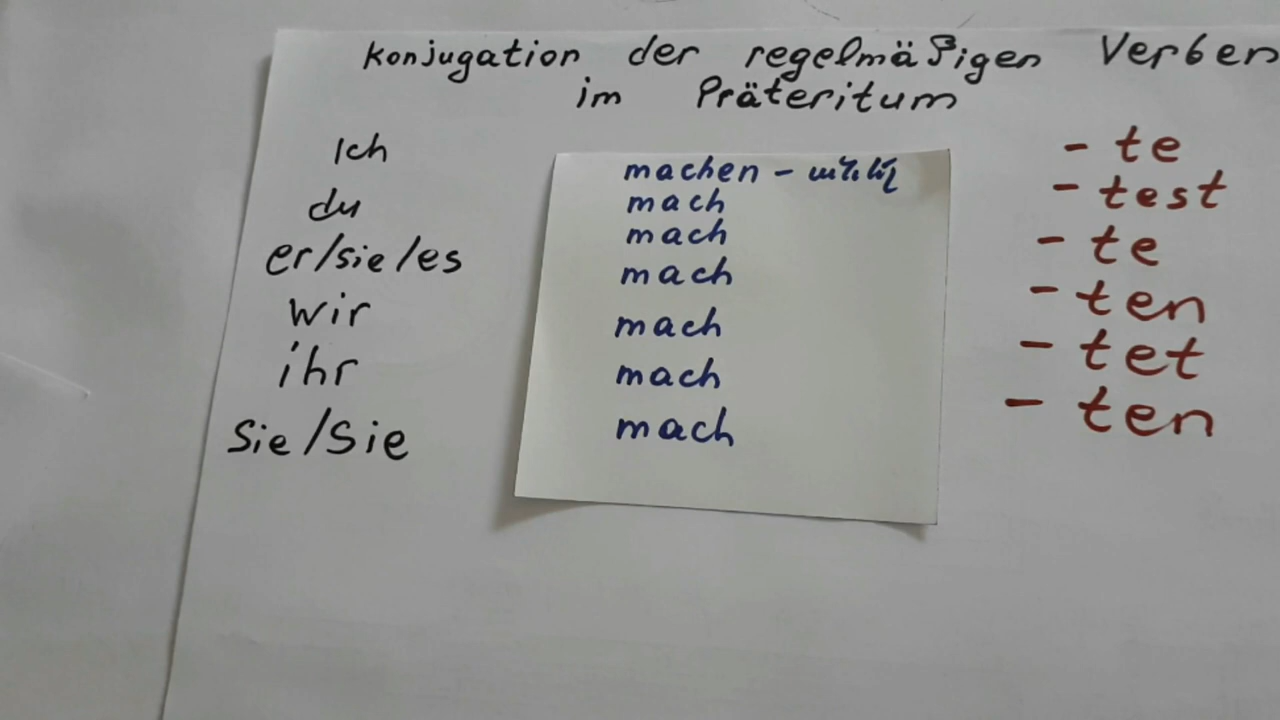 Konjugation der regelmäßigen Verben
im Präteritum
machen -
Ich mach - te
du mach - test
er/sie/es mach - te
wir mach - ten
ihr mach - tet
Sie/Sie mach - ten